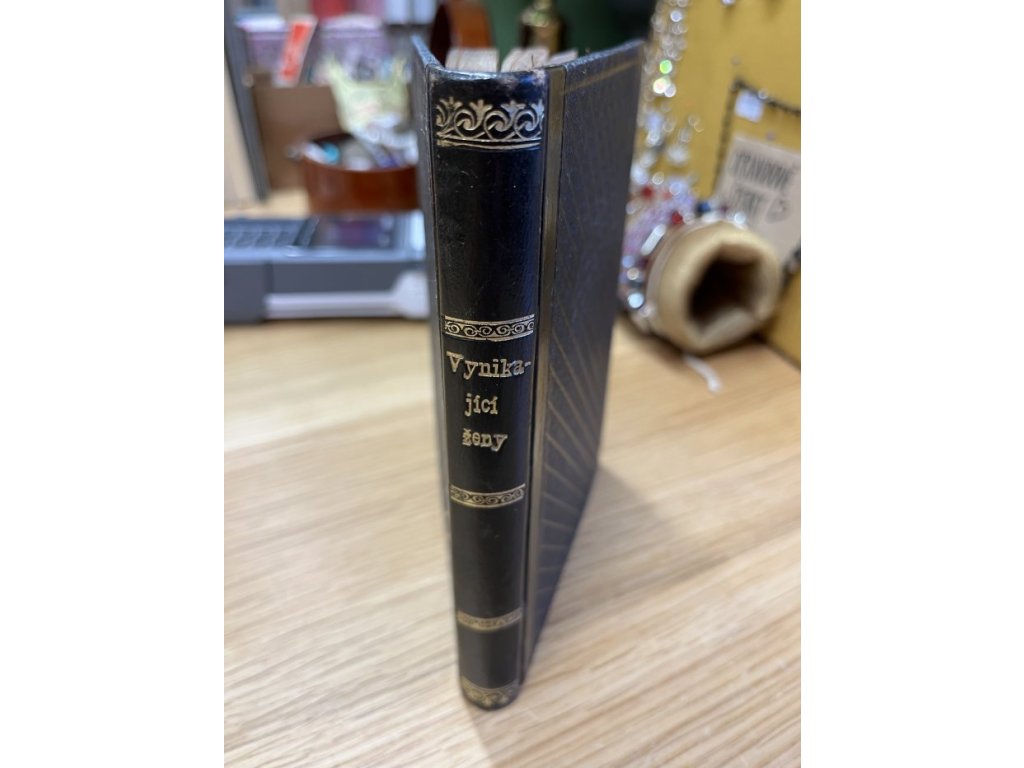 Vynika-
jící
ženy